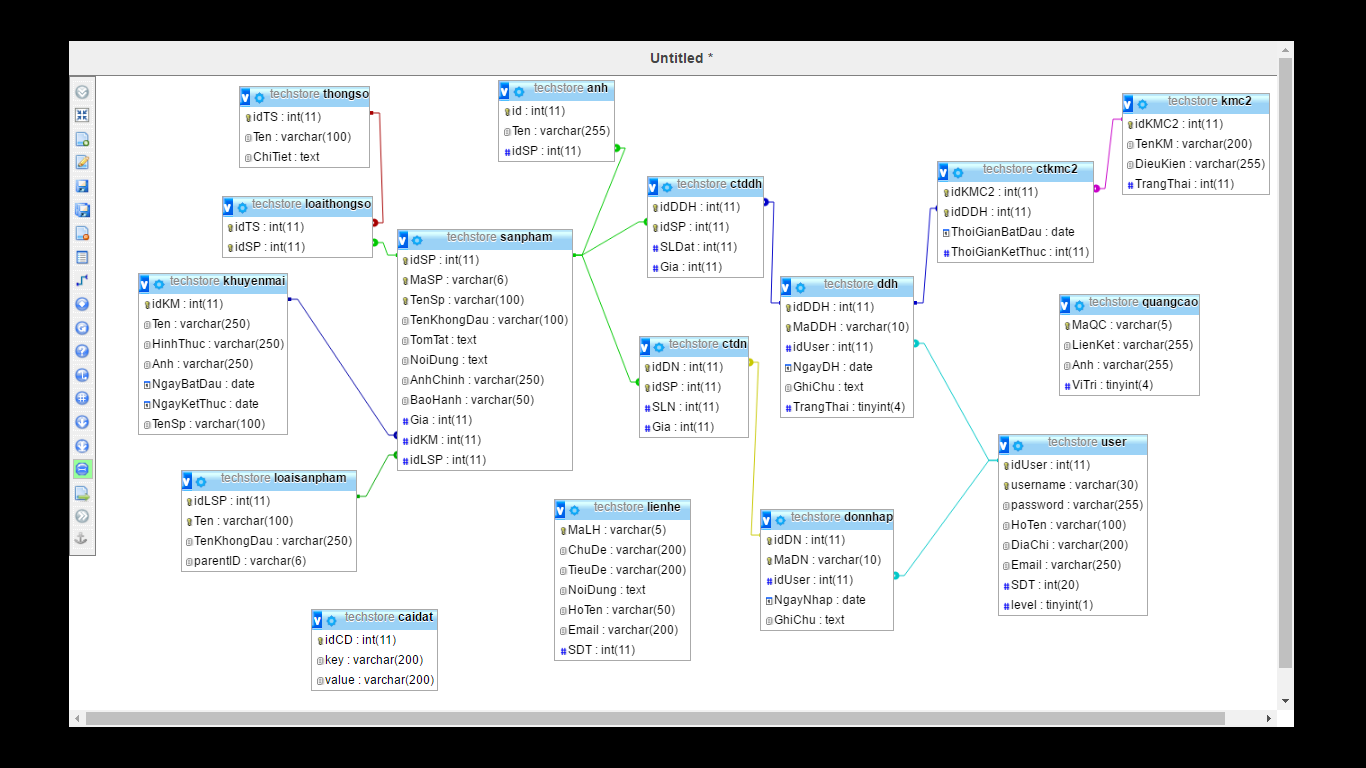 Untitled *
techstore thongso
idTS : int(11)
Ten : varchar(100)
ChiTiet : text
techstore anh
id : int(11)
Ten : varchar(255)
idSP : int(11)
techstore kmc2
idKMC2 : int(11)
TenKM : varchar(200)
DieuKien : varchar(255)
TrangThai : int(11)
techstore ctkmc2
idKMC2 : int(11)
idDDH : int(11)
ThoiGianBatDau : date
ThoiGianKetThuc : int(11)
techstore ctddh
idDDH : int(11)
idSP : int(11)
SLDat : int(11)
Gia : int(11)
techstore loaithongso
idTS : int(11)
idSP : int(11)
techstore sanpham
idSP : int(11)
MaSP : varchar(6)
TenSp : varchar(100)
TenKhongDau : varchar(100)
TomTat : text
NoiDung : text
AnhChinh : varchar(250)
BaoHanh : varchar(50)
Gia : int(11)
idKM : int(11)
idLSP : int(11)
techstore khuyenmai
idKM : int(11)
Ten : varchar(250)
HinhThuc : varchar(250)
Anh : varchar(250)
NgayBatDau : date
NgayKetThuc : date
TenSp : varchar(100)
techstore ddh
idDDH : int(11)
MaDDH : varchar(10)
idUser : int(11)
NgayDH : date
GhiChu : text
TrangThai : tinyint(4)
techstore quangcao
MaQC : varchar(5)
LienKet : varchar(255)
Anh : varchar(255)
ViTri : tinyint(4)
techstore ctdn
idDN : int(11)
idSP : int(11)
SLN : int(11)
Gia : int(11)
techstore user
idUser : int(11)
username : varchar(30)
password : varchar(255)
HoTen : varchar(100)
DiaChi : varchar(200)
Email : varchar(250)
SDT : int(20)
level : tinyint(1)
techstore loaisanpham
idLSP : int(11)
Ten : varchar(100)
TenKhongDau : varchar(250)
parentID : varchar(6)
techstore lienhe
MaLH : varchar(5)
ChuDe : varchar(200)
TieuDe : varchar(200)
NoiDung : text
HoTen : varchar(50)
Email : varchar(200)
SDT : int(11)
techstore donnhap
idDN : int(11)
MaDN : varchar(10)
idUser : int(11)
NgayNhap : date
GhiChu : text
techstore caidat
idCD : int(11)
key : varchar(200)
value : varchar(200)